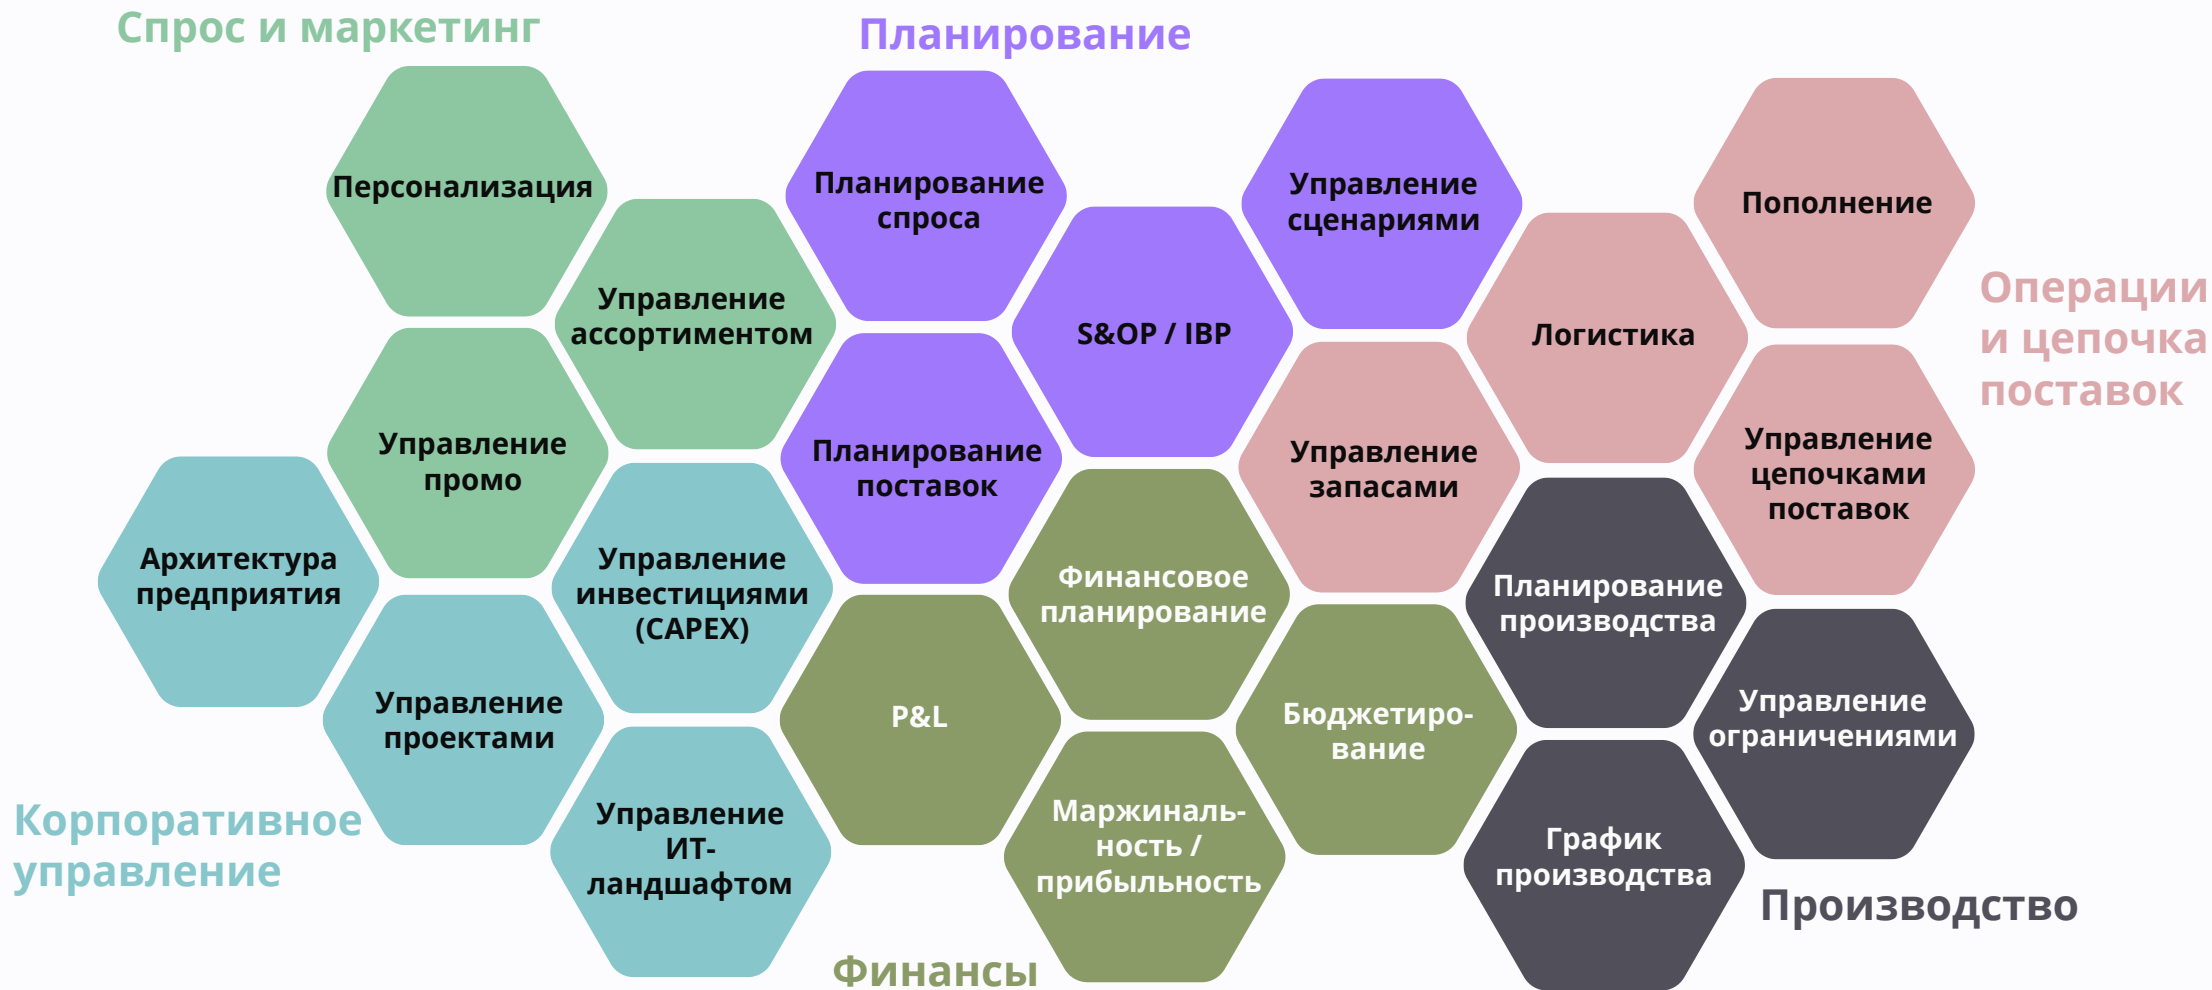 Спрос и маркетинг
Планирование
Персонализация
Управление
ассортиментом
Управление
промо
Планирование
спроса
S&OP / IBP
Управление
сценариями
Планирование
поставок
Пополнение
Логистика
Управление
запасами
Управление
цепочками
поставок
Операции
и цепочка
поставок
Архитектура
предприятия
Управление
инвестициями
(CAPEX)
Управление
проектами
Управление
ИТ-
ландшафтом
Корпоративное
управление
Финансовое
планирование
P&L
Бюджетиро-
вание
Маржиналь-
ность /
прибыльность
Финансы
Планирование
производства
Управление
ограничениями
График
производства
Производство